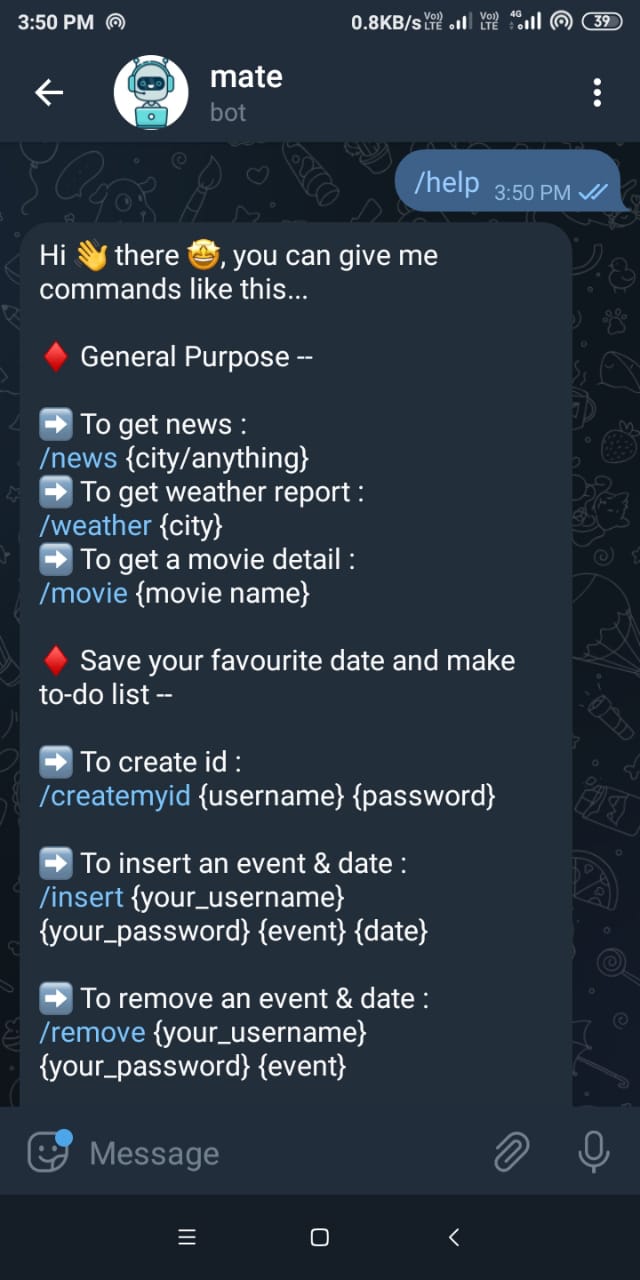 3:50 PM 0.8KB/s Vo)) LTE Vo)) LTE 4G 39
mate
bot
/help 3:50 PM
Hi 👋 there 🤩, you can give me
commands like this...
♦️ General Purpose --
➡️ To get news :
/news {city/anything}
➡️ To get weather report :
/weather {city}
➡️ To get a movie detail :
/movie {movie name}
♦️ Save your favourite date and make
to-do list --
➡️ To create id :
/createmyid {username} {password}
➡️ To insert an event & date :
/insert {your_username}
{your_password} {event} {date}
➡️ To remove an event & date :
/remove {your_username}
{your_password} {event}
Message